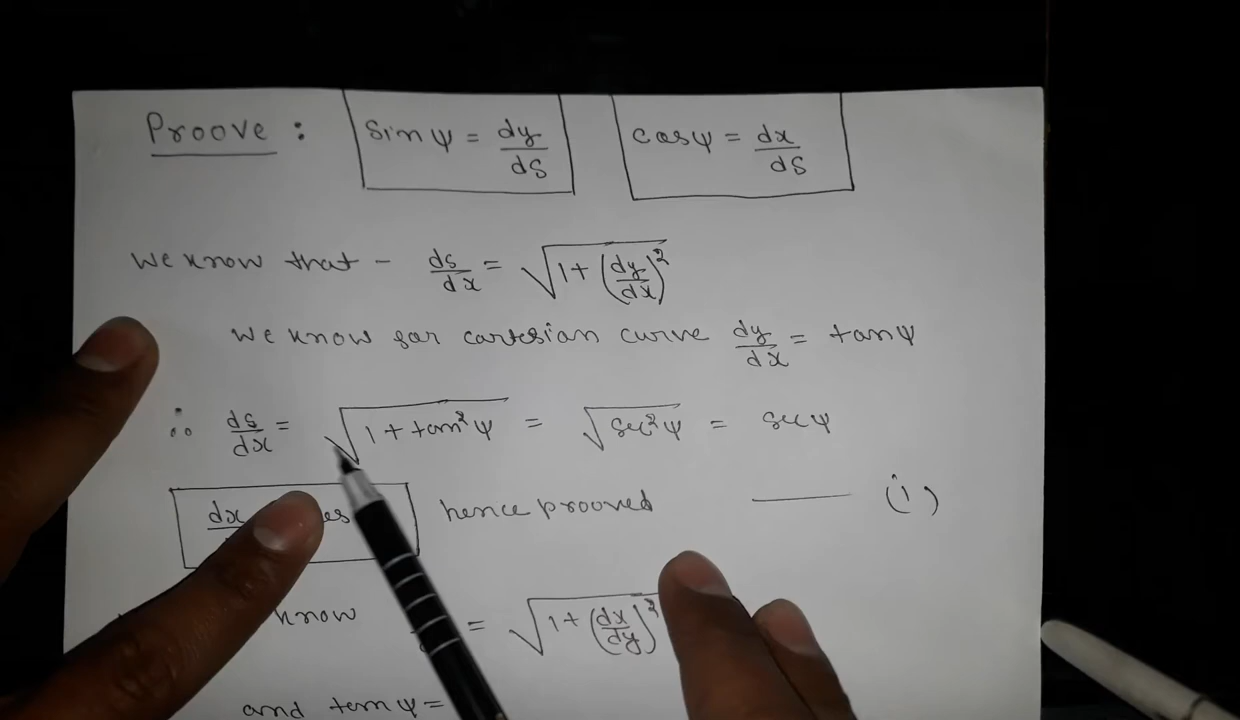 Proove : sin ψ = dy/ds cos ψ = dx/ds
We know that - ds/dx = √(1 + (dy/dx)²)
We know for cartesian curve dy/dx = tan ψ
∴ ds/dx = √(1 + tan² ψ) = √(sec² ψ) = sec ψ
dx hence prooved —— (1)
know = √(1 + (dx/dy)²)
and tan ψ =